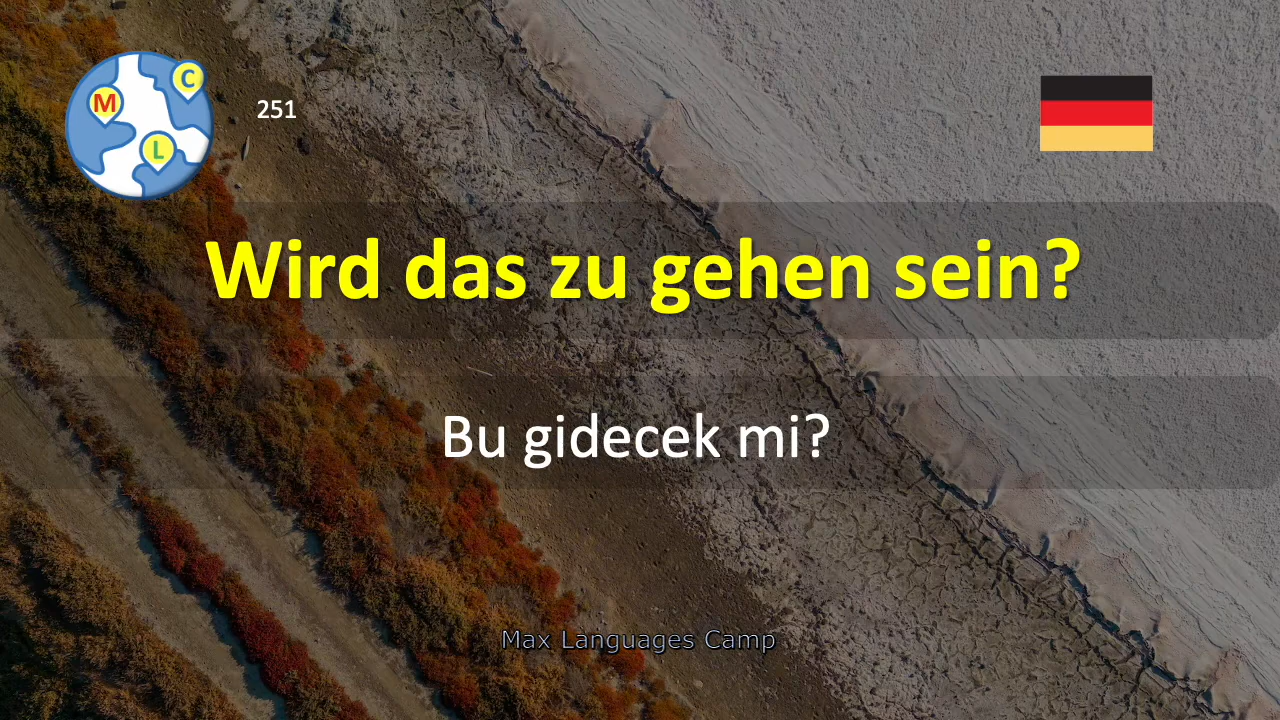 M
C
L
251
Wird das zu gehen sein?
Bu gidecek mi?
Max Languages Camp